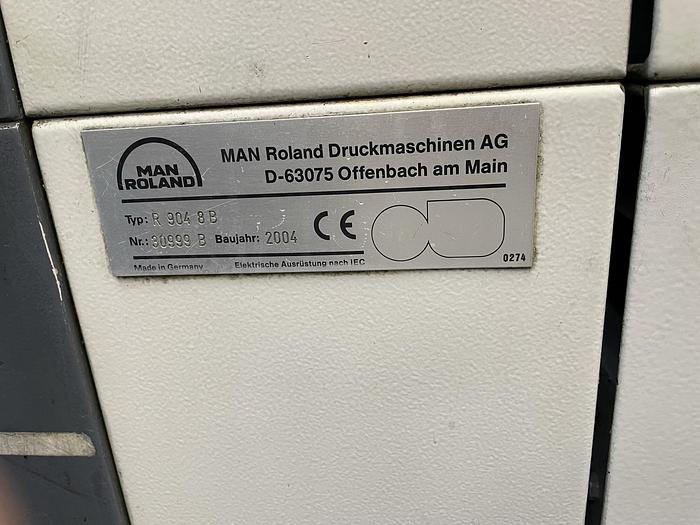 MAN
ROLAND
MAN Roland Druckmaschinen AG
D-63075 Offenbach am Main
Typ: R 904 8 B
Nr.: 30999 B Baujahr: 2004 CE
Made in Germany Elektrische Ausrüstung nach IEC
0274